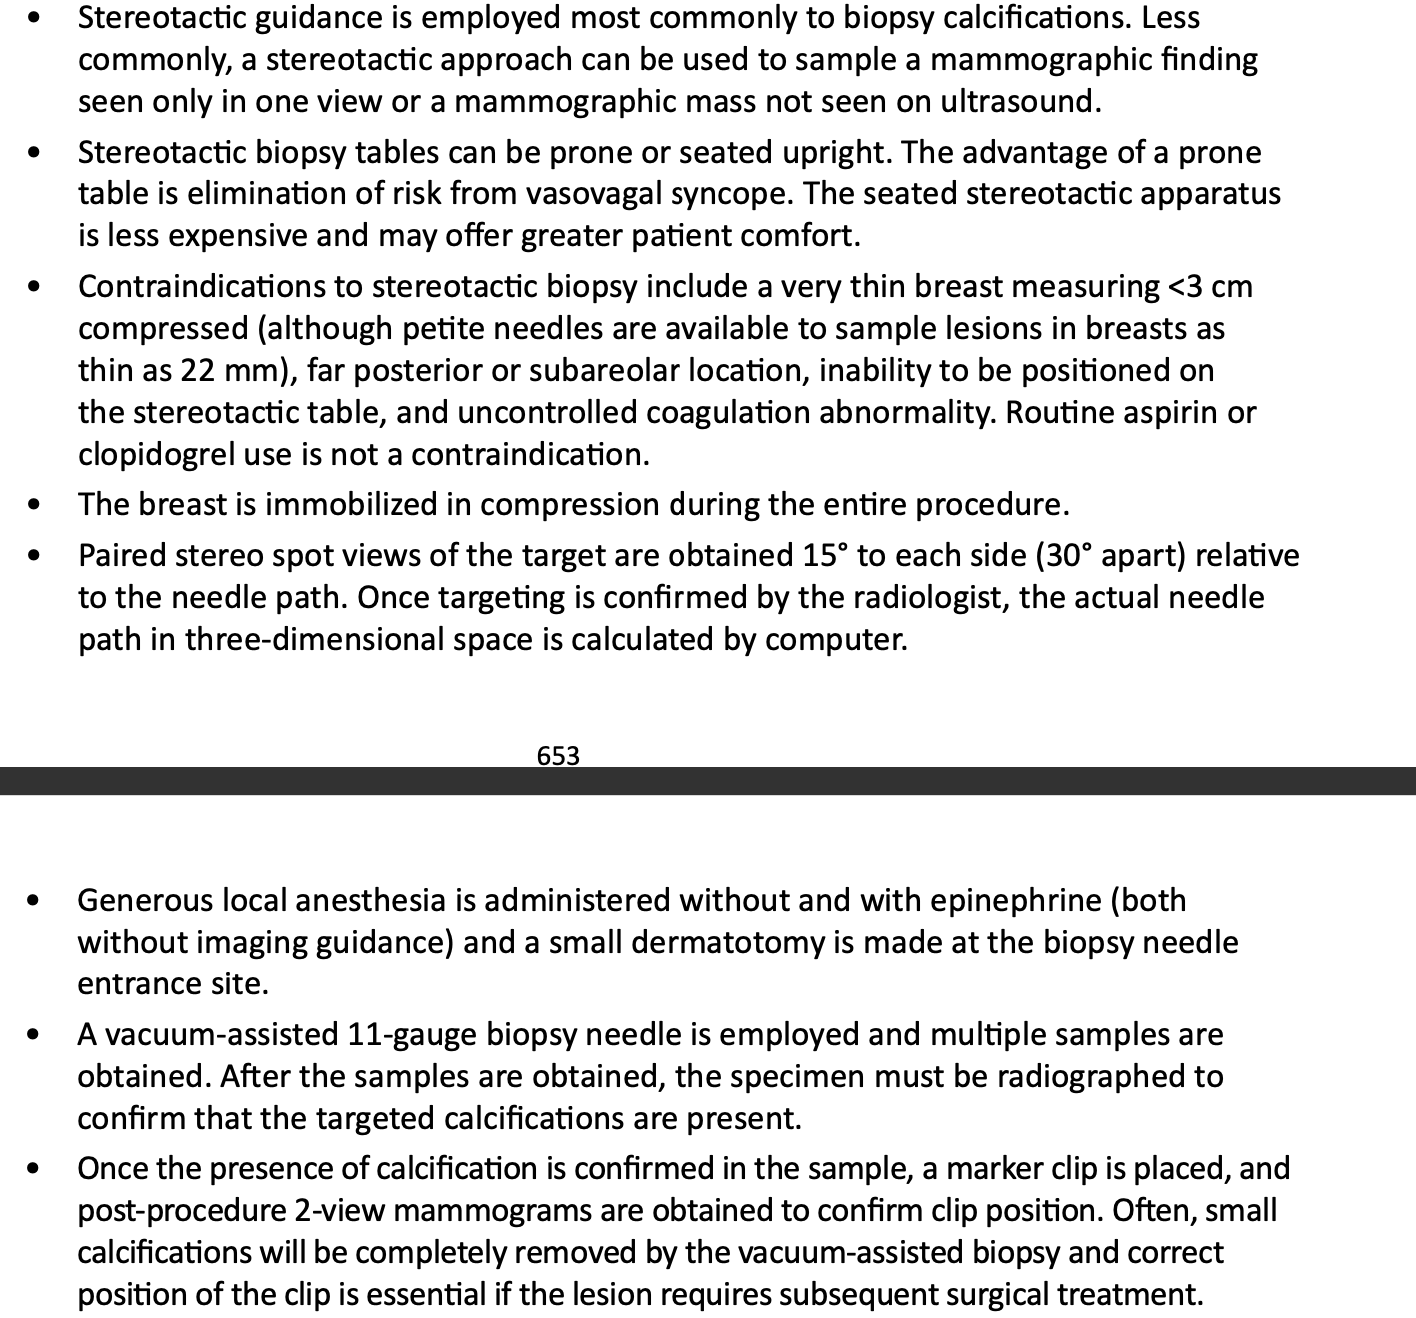 • Stereotactic guidance is employed most commonly to biopsy calcifications. Less
commonly, a stereotactic approach can be used to sample a mammographic finding
seen only in one view or a mammographic mass not seen on ultrasound.
• Stereotactic biopsy tables can be prone or seated upright. The advantage of a prone
table is elimination of risk from vasovagal syncope. The seated stereotactic apparatus
is less expensive and may offer greater patient comfort.
• Contraindications to stereotactic biopsy include a very thin breast measuring <3 cm
compressed (although petite needles are available to sample lesions in breasts as
thin as 22 mm), far posterior or subareolar location, inability to be positioned on
the stereotactic table, and uncontrolled coagulation abnormality. Routine aspirin or
clopidogrel use is not a contraindication.
• The breast is immobilized in compression during the entire procedure.
• Paired stereo spot views of the target are obtained 15° to each side (30° apart) relative
to the needle path. Once targeting is confirmed by the radiologist, the actual needle
path in three-dimensional space is calculated by computer.
653
• Generous local anesthesia is administered without and with epinephrine (both
without imaging guidance) and a small dermatotomy is made at the biopsy needle
entrance site.
• A vacuum-assisted 11-gauge biopsy needle is employed and multiple samples are
obtained. After the samples are obtained, the specimen must be radiographed to
confirm that the targeted calcifications are present.
• Once the presence of calcification is confirmed in the sample, a marker clip is placed, and
post-procedure 2-view mammograms are obtained to confirm clip position. Often, small
calcifications will be completely removed by the vacuum-assisted biopsy and correct
position of the clip is essential if the lesion requires subsequent surgical treatment.